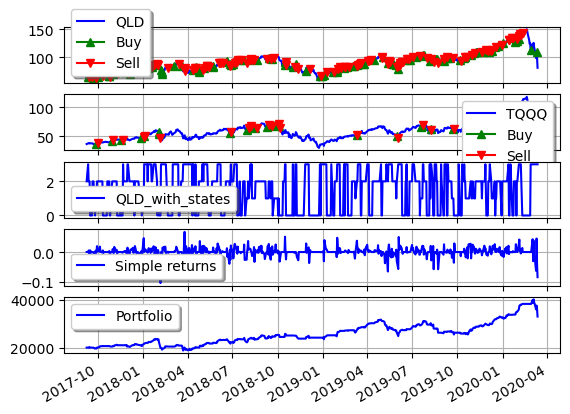 QLD
Buy
Sell
150
100
TQQQ
Buy
Sell
100
50
QLD_with_states
2
0
Simple returns
0.0
−0.1
Portfolio
40000
20000
2017-10
2018-01
2018-04
2018-07
2018-10
2019-01
2019-04
2019-07
2019-10
2020-01
2020-04